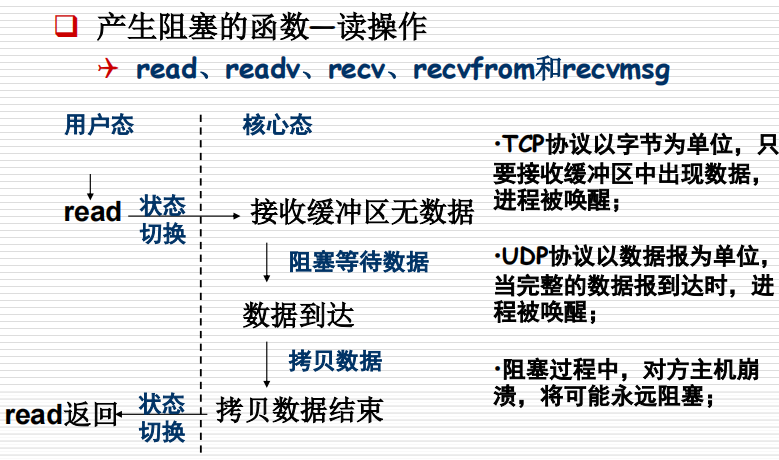 产生阻塞的函数—读操作
read、readv、recv、recvfrom和recvmsg
用户态
核心态
read
状态
切换
接收缓冲区无数据
阻塞等待数据
数据到达
拷贝数据
拷贝数据结束
状态
切换
read返回
•TCP协议以字节为单位，只
要接收缓冲区中出现数据，
进程被唤醒；
•UDP协议以数据报为单位，
当完整的数据报到达时，进
程被唤醒；
•阻塞过程中，对方主机崩
溃，将可能永远阻塞；